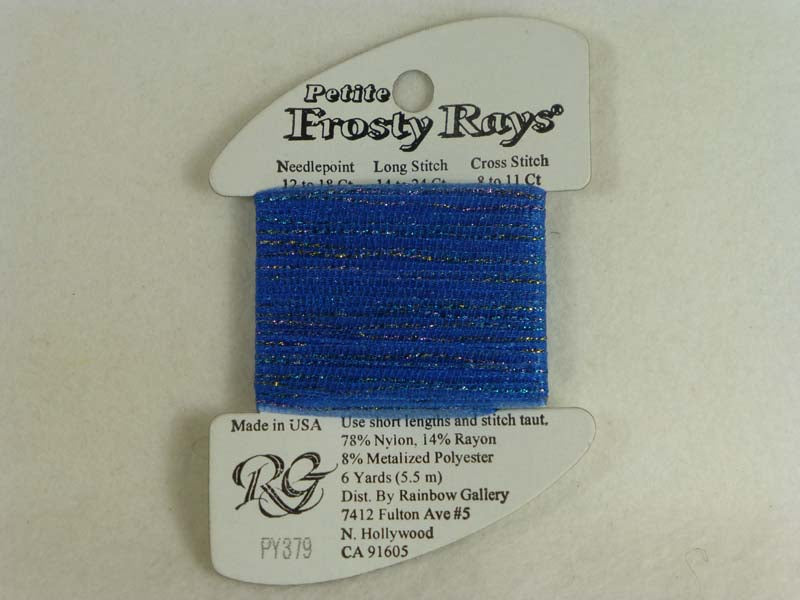 Petite
Frosty Rays®
Needlepoint Long Stitch Cross Stitch
12 to 18 Ct 14 to 24 Ct 8 to 11 Ct
Made in USA
Use short lengths and stitch taut.
78% Nylon, 14% Rayon
8% Metalized Polyester
6 Yards (5.5 m)
Dist. By Rainbow Gallery
7412 Fulton Ave #5
N. Hollywood
CA 91605
RG
PY379